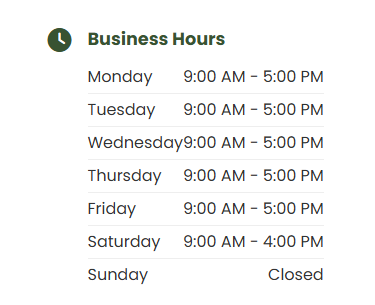 Business Hours
Monday 9:00 AM - 5:00 PM
Tuesday 9:00 AM - 5:00 PM
Wednesday9:00 AM - 5:00 PM
Thursday 9:00 AM - 5:00 PM
Friday 9:00 AM - 5:00 PM
Saturday 9:00 AM - 4:00 PM
Sunday Closed